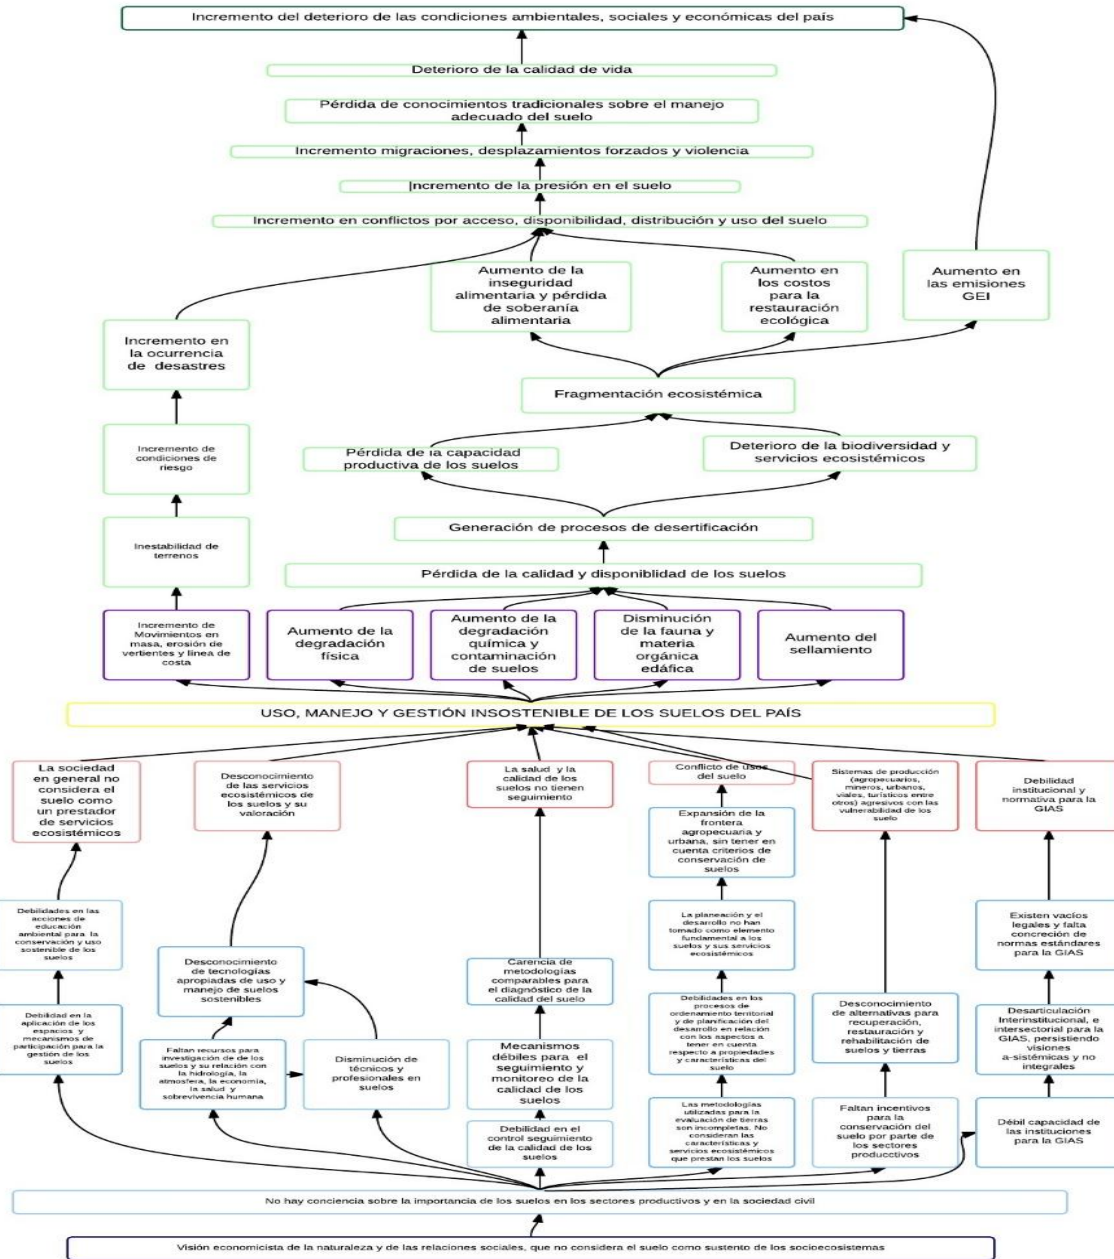 Incremento del deterioro de las condiciones ambientales, sociales y económicas del país
Deterioro de la calidad de vida
Pérdida de conocimientos tradicionales sobre el manejo
adecuado del suelo
Incremento migraciones, desplazamientos forzados y violencia
|Incremento de la presión en el suelo
Incremento en conflictos por acceso, disponibilidad, distribución y uso del suelo
Aumento de la
inseguridad
alimentaria y pérdida
de soberanía
alimentaria
Aumento en
los costos
para la
restauración
ecológica
Aumento en
las emisiones
GEI
Incremento en
la ocurrencia
de desastres
Fragmentación ecosistémica
Incremento de
condiciones de
riesgo
Pérdida de la capacidad
productiva de los suelos
Deterioro de la biodiversidad y
servicios ecosistémicos
Generación de procesos de desertificación
Inestabilidad de
terrenos
Pérdida de la calidad y disponiblidad de los suelos
Incremento de
Movimientos en
masa, erosión de
vertientes y línea de
costa
Aumento de la
degradación
física
Aumento de la
degradación
química y
contaminación
de suelos
Disminución
de la fauna y
materia
orgánica
edáfica
Aumento del
sellamiento
USO, MANEJO Y GESTIÓN INSOSTENIBLE DE LOS SUELOS DEL PAÍS
La sociedad
en general no
considera el
suelo como
un prestador
de servicios
ecosistémicos
Desconocimiento
de las servicios
ecosistémicos de
los suelos y su
valoración
La salud y la
calidad de los
suelos no tienen
seguimiento
Conflicto de usos
del suelo
Sistemas de producción
(agropecuarios,
mineros, urbanos,
viales, turísticos entre
otros) agresivos con las
vulnerabilidad de los
suelo
Debilidad
institucional y
normativa para la
GIAS
Expansión de la
frontera
agropecuaria y
urbana, sin tener en
cuenta criterios de
conservación de
suelos
Debilidades en las
acciones de
educación
ambiental para la
conservación y uso
sostenible de los
suelos
Desconocimiento
de tecnologías
apropiadas de uso y
manejo de suelos
sostenibles
Carencia de
metodologías
comparables para
el diagnóstico de la
calidad del suelo
La planeación y el
desarrollo no han
tomado como elemento
fundamental a los
suelos y sus servicios
ecosistémicos
Existen vacíos
legales y falta
concreción de
normas estándares
para la GIAS
Debilidad en la
aplicación de los
espacios y
mecanismos de
participación para la
gestión de los
suelos
Faltan recursos para
investigación de de los
suelos y su relación con
la hidrología, la
atmosfera, la economía,
la salud y
sobrevivencia humana
Disminución de
técnicos y
profesionales en
suelos
Mecanismos
débiles para el
seguimiento y
monitoreo de la
calidad de los
suelos
Debilidades en los
procesos de
ordenamiento territorial
y de planificación del
desarrollo en relación
con los aspectos a
tener en cuenta
respecto a propiedades
y características del
suelo
Desconocimiento
de alternativas para
recuperación,
restauración y
rehabilitación de
suelos y tierras
Desarticulación
Interinstitucional, e
intersectorial para la
GIAS, persistiendo
visiones
a-sistémicas y no
integrales
Debilidad en el
control seguimiento
de la calidad de los
suelos
Las metodologías
utilizadas para la
evaluación de tierras
son incompletas. No
consideran las
características y
servicios ecosistémicos
que prestan los suelos
Faltan incentivos
para la
conservación del
suelo por parte de
los sectores
producctivos
Débil capacidad de
las instituciones
para la GIAS
No hay conciencia sobre la importancia de los suelos en los sectores productivos y en la sociedad civil
Visión economicista de la naturaleza y de las relaciones sociales, que no considera el suelo como sustento de los socioecosistemas